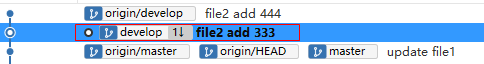 origin/develop file2 add 444
develop 1↓ file2 add 333
origin/master origin/HEAD master update file1